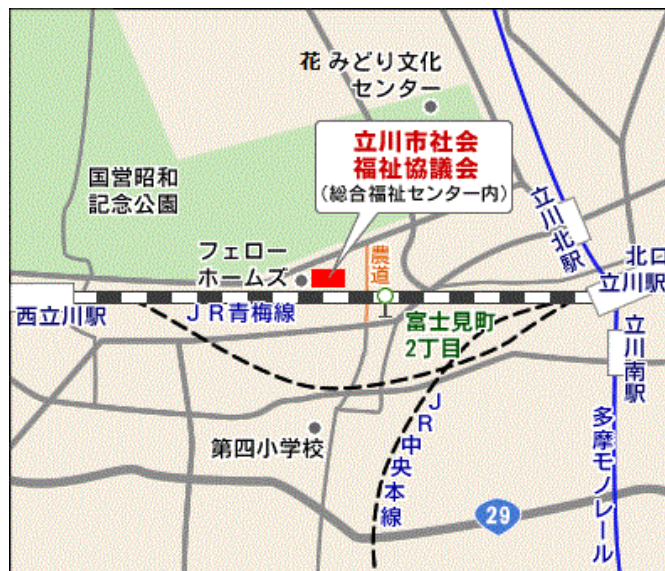 花みどり文化
センター
立川市社会
福祉協議会
(総合福祉センター内)
国営昭和
記念公園
立川北駅
北口
立川駅
フェロー
ホームズ
農道
西立川駅
JR青梅線
富士見町
2丁目
立川南駅
第四小学校
JR中央本線
29
多摩モノレール